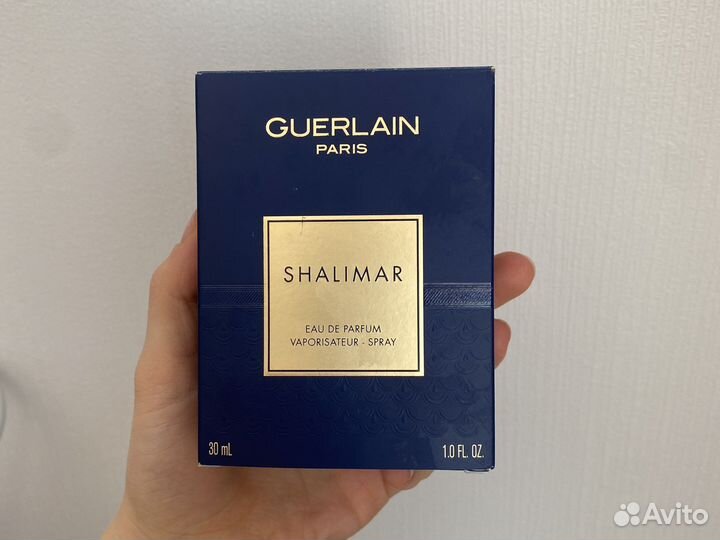 GUERLAIN
PARIS
SHALIMAR
EAU DE PARFUM
VAPORISATEUR - SPRAY
30 mL
1.0 FL. OZ.
Avito